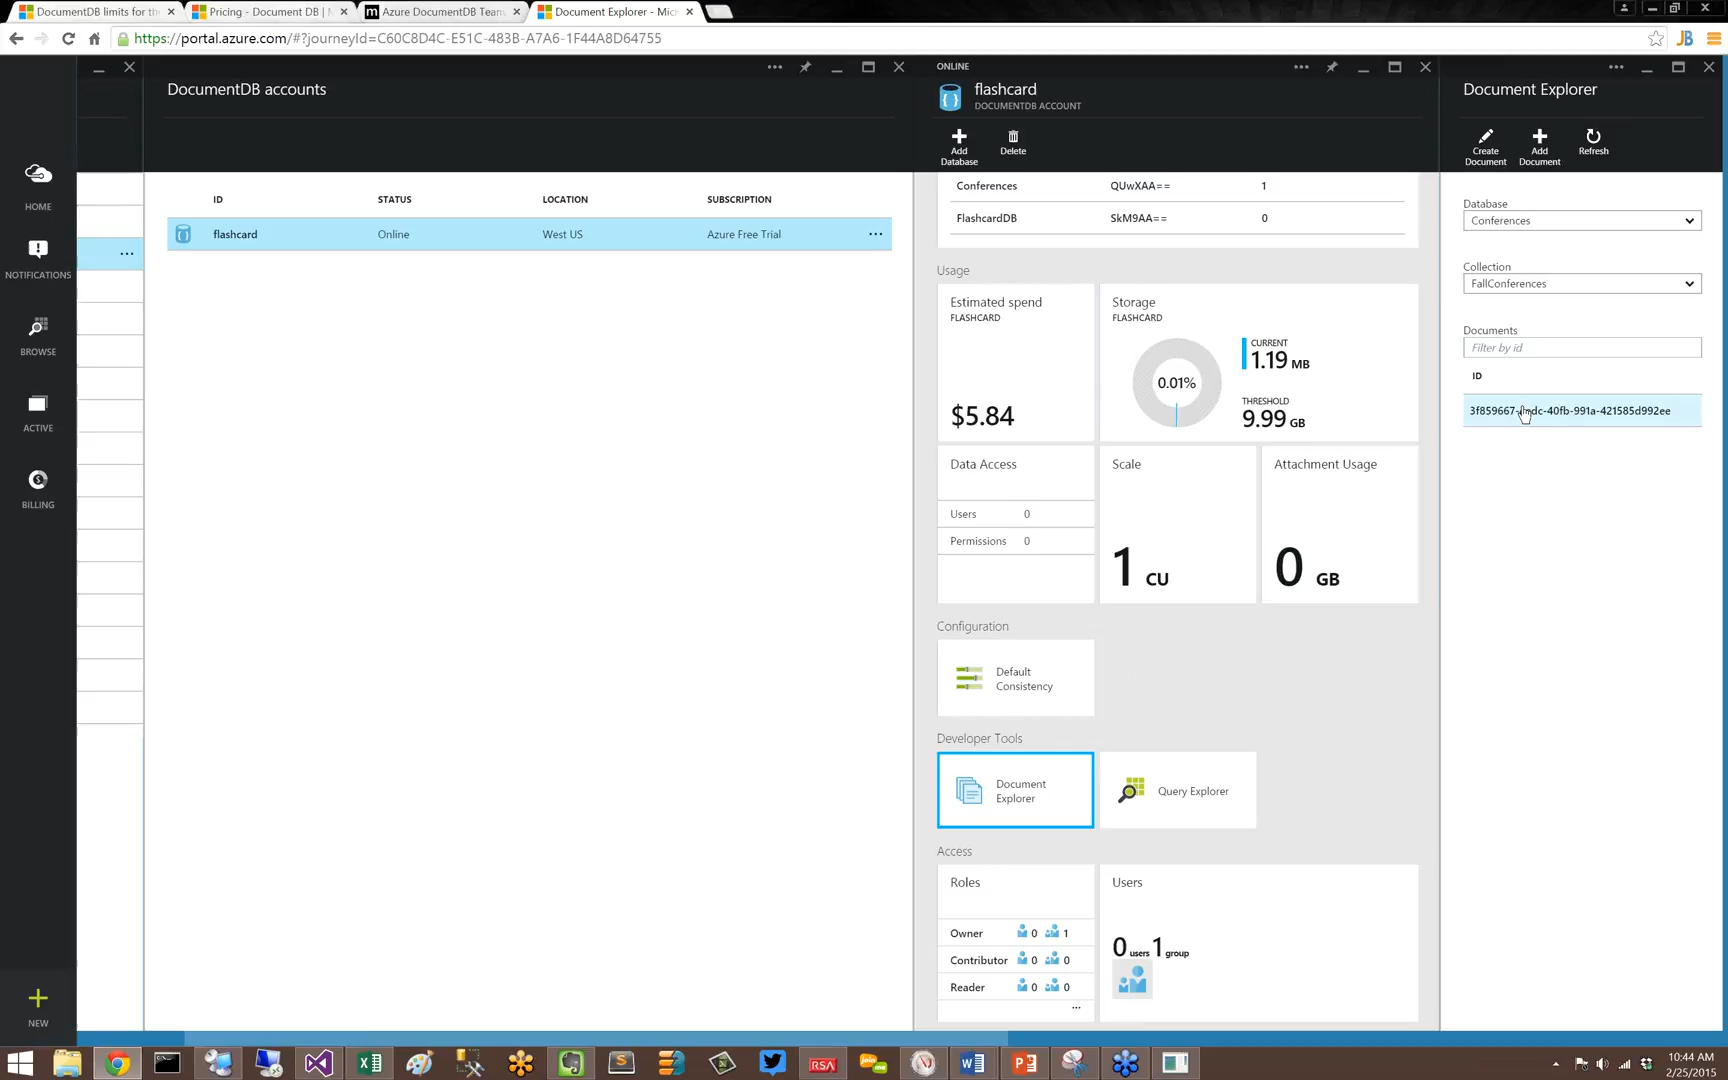 DocumentDB limits for th
Pricing - Document DB |
Azure DocumentDB Team
Document Explorer - Mic
https://portal.azure.com/#?journeyId=C60C8D4C-E51C-483B-A7A6-1F44A8D64755
DocumentDB accounts
ONLINE
flashcard
DOCUMENTDB ACCOUNT
Add Database
Delete
Document Explorer
Create Document
Add Document
Refresh
HOME
NOTIFICATIONS
BROWSE
ACTIVE
BILLING
NEW
ID STATUS LOCATION SUBSCRIPTION
flashcard Online West US Azure Free Trial
Conferences QUwXAA== 1
FlashcardDB SkM9AA== 0
Usage
Estimated spend
FLASHCARD
$5.84
Storage
FLASHCARD
0.01%
CURRENT
1.19 MB
THRESHOLD
9.99 GB
Data Access
Users 0
Permissions 0
Scale
1 CU
Attachment Usage
0 GB
Configuration
Default
Consistency
Developer Tools
Document
Explorer
Query Explorer
Access
Roles
Owner 0 1
Contributor 0 0
Reader 0 0
Users
0 users 1 group
Database
Conferences
Collection
FallConferences
Documents
Filter by id
ID
10:44 AM
2/25/2015